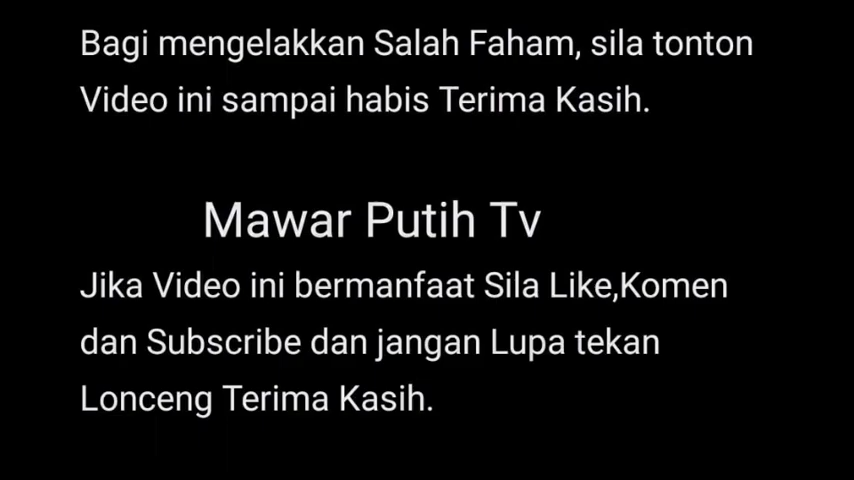 Bagi mengelakkan Salah Faham, sila tonton
Video ini sampai habis Terima Kasih.
Mawar Putih Tv
Jika Video ini bermanfaat Sila Like,Komen
dan Subscribe dan jangan Lupa tekan
Lonceng Terima Kasih.